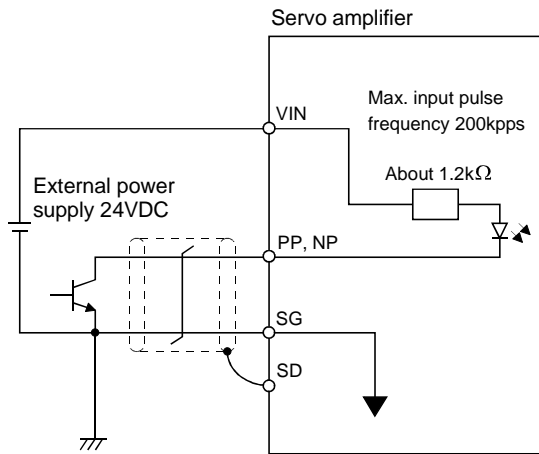 Servo amplifier
VIN
Max. input pulse
frequency 200kpps
About 1.2kΩ
External power
supply 24VDC
PP, NP
SG
SD